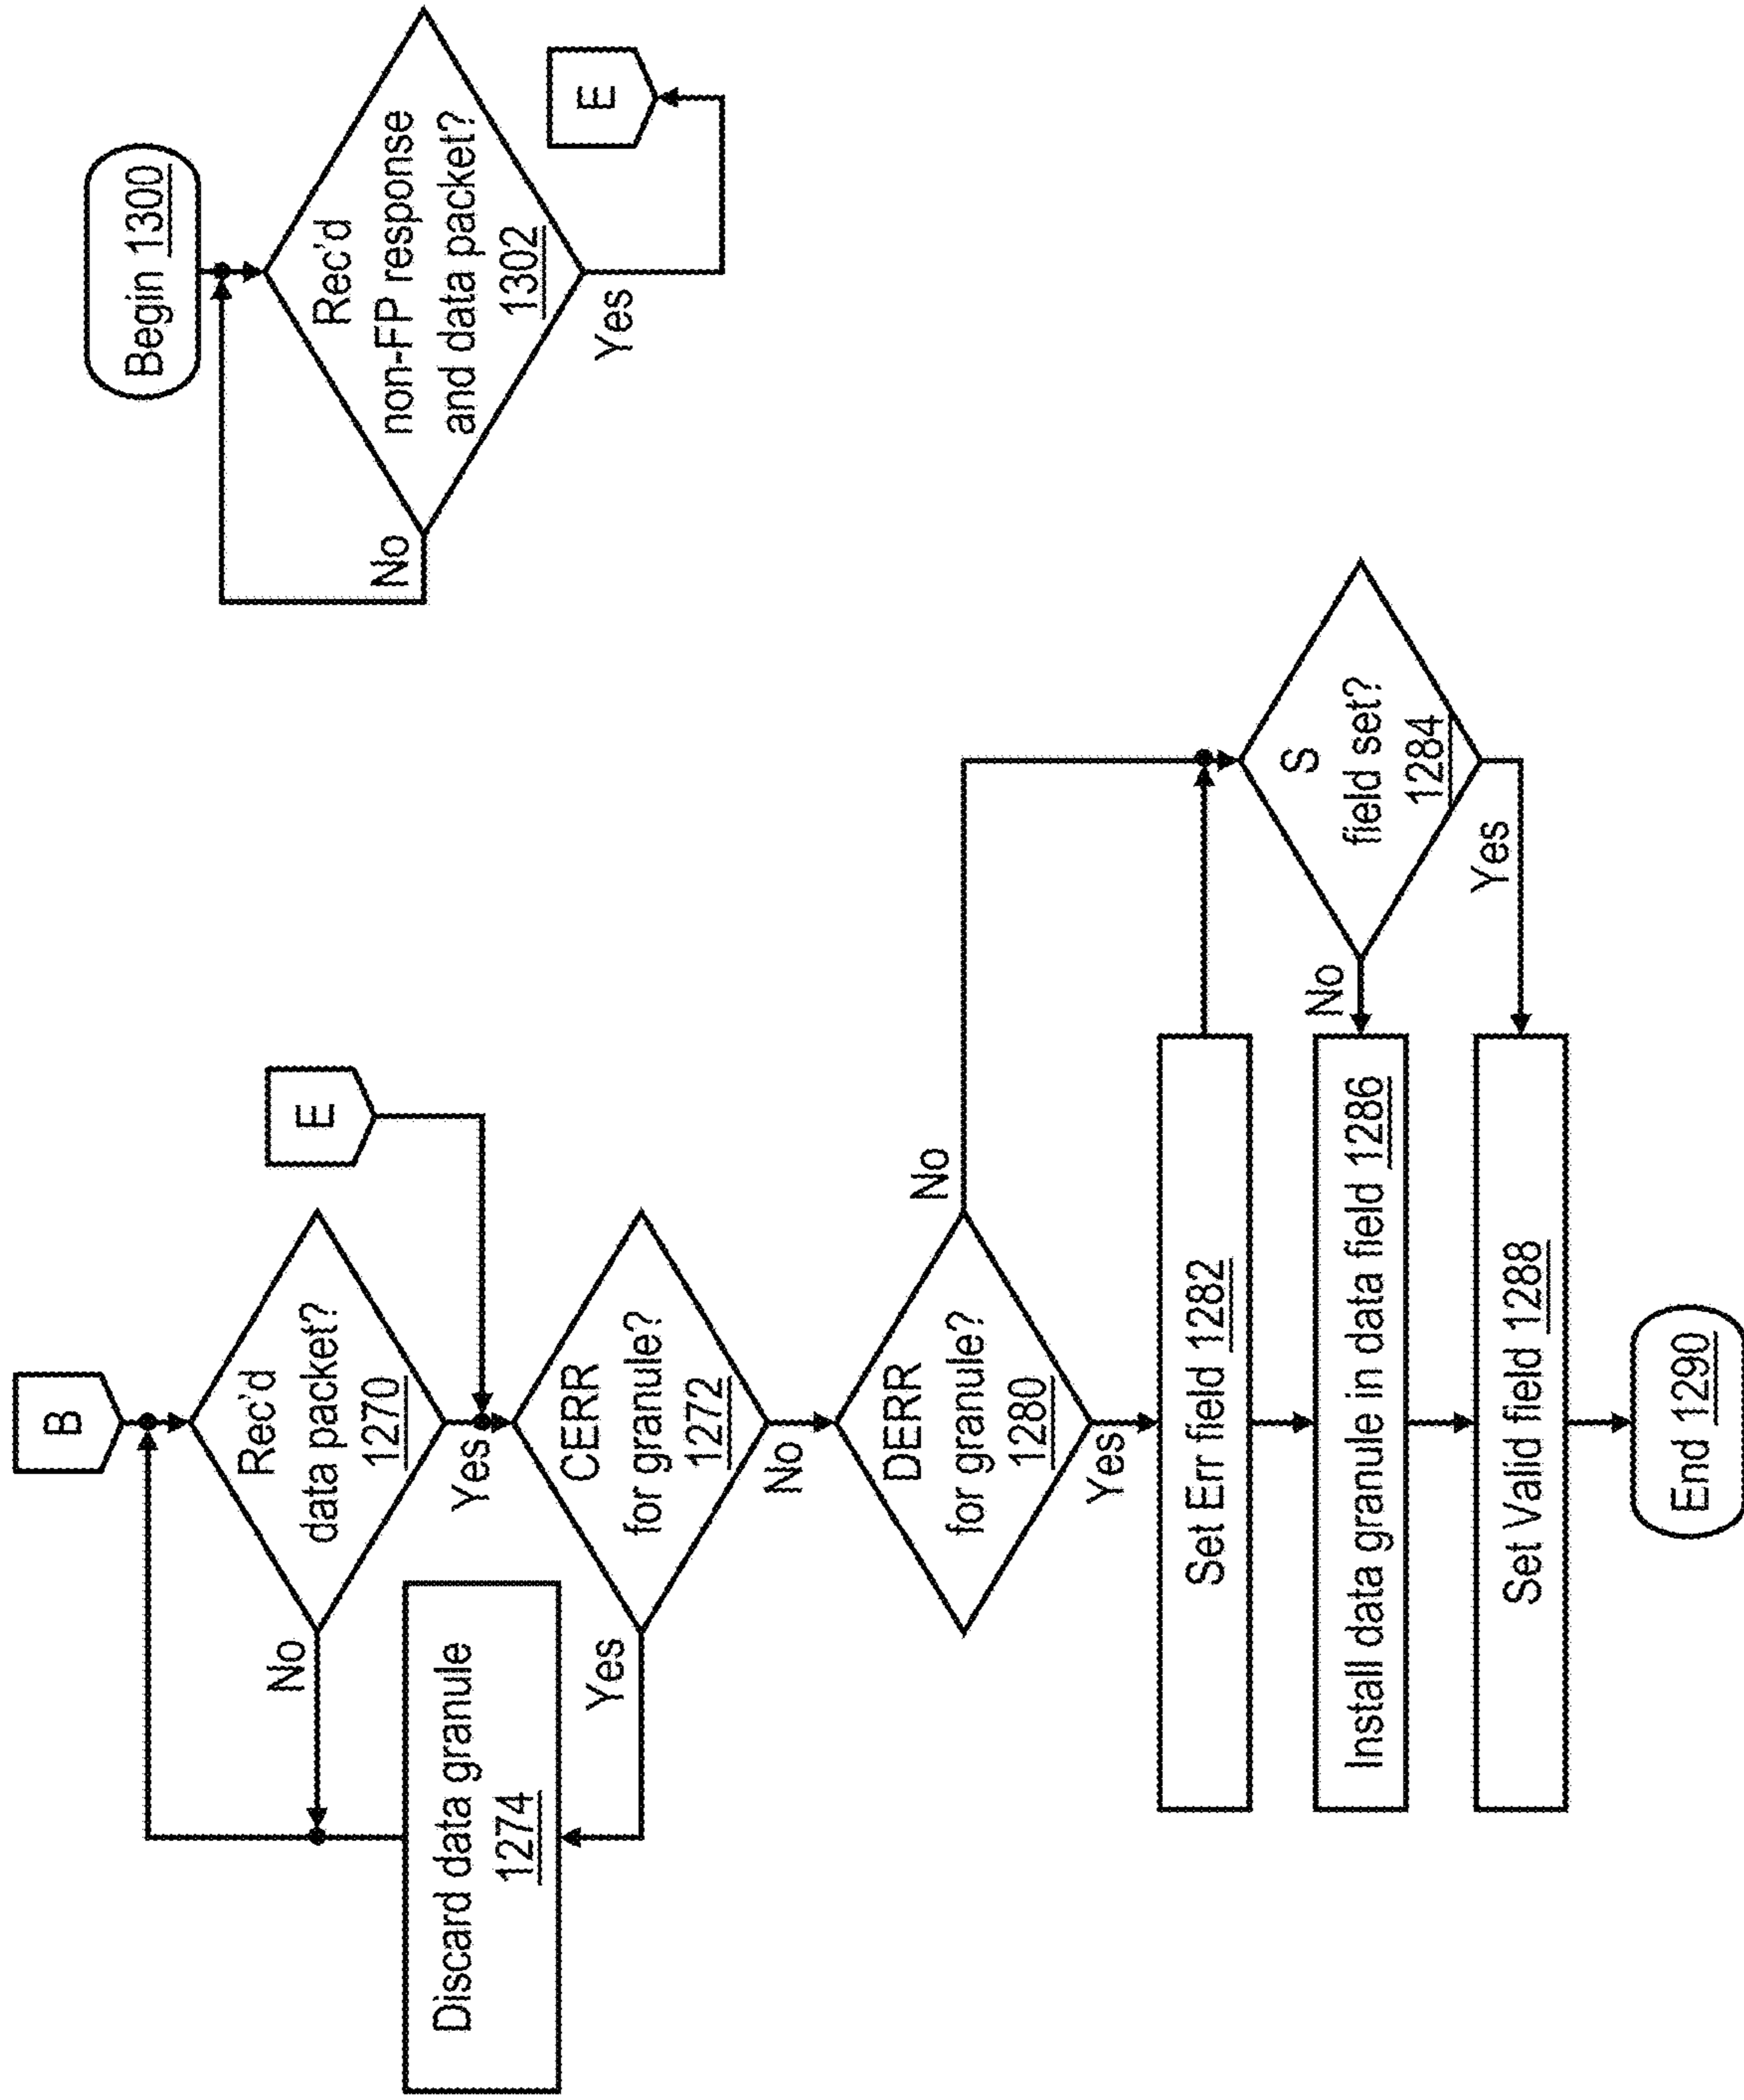 B
Rec'd
data packet?
1270
No
Yes
Discard data granule
1274
E
CERR
for granule?
1272
Yes
No
DERR
for granule?
1280
No
Yes
Set Err field 1282
S
field set?
1284
No
Yes
Install data granule in data field 1286
Set Valid field 1288
End 1290
Begin 1300
Rec'd
non-FP response
and data packet?
1302
No
Yes
E